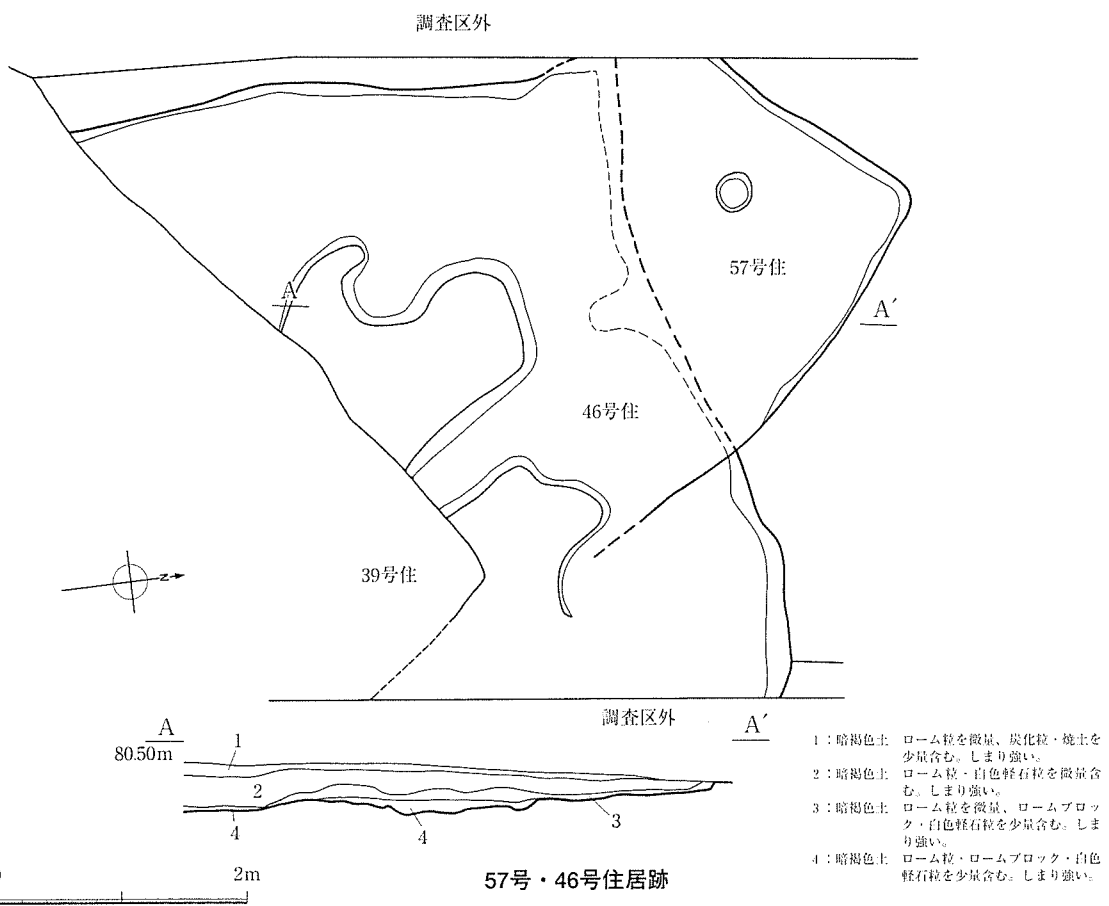 調査区外
57号住
A
A′
46号住
39号住
N
調査区外
A
A′
80.50m
1
2
3
4
4
2m
57号・46号住居跡
1：暗褐色土 ローム粒を微量、炭化粒・焼土を
少量含む。しまり強い。
2：暗褐色土 ローム粒・白色軽石粒を微量含
む。しまり強い。
3：暗褐色土 ローム粒を微量、ロームブロッ
ク・白色軽石粒を少量含む。しま
り強い。
4：暗褐色土 ローム粒・ロームブロック・白色
軽石粒を少量含む。しまり強い。